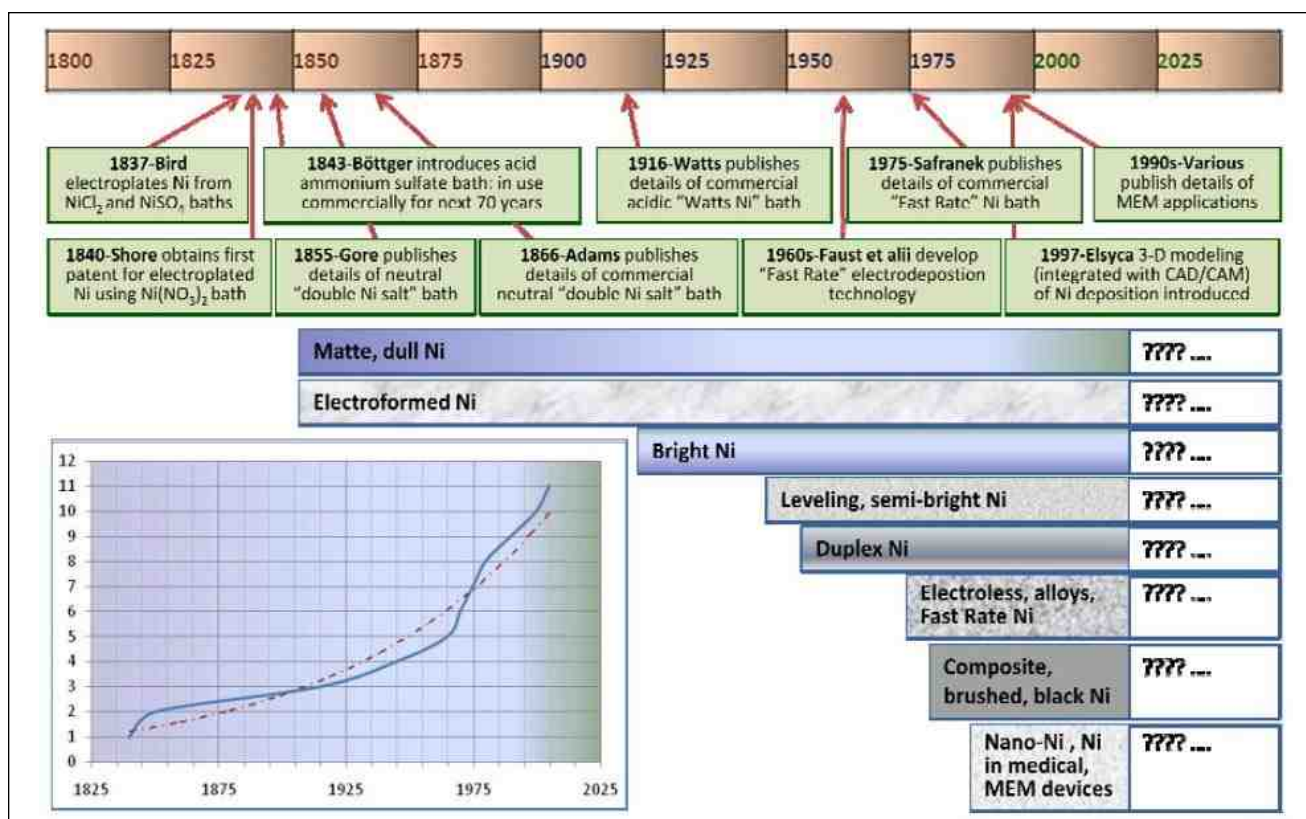 1800 1825 1850 1875 1900 1925 1950 1975 2000 2025
1837-Bird
electroplates Ni from
NiCl₂ and NiSO₄ baths
1843-Böttger introduces acid
ammonium sulfate bath: in use
commercially for next 70 years
1916-Watts publishes
details of commercial
acidic “Watts Ni” bath
1975-Safranek publishes
details of commercial
“Fast Rate” Ni bath
1990s-Various
publish details of
MEM applications
1840-Shore obtains first
patent for electroplated
Ni using Ni(NO₃)₂ bath
1855-Gore publishes
details of neutral
“double Ni salt” bath
1866-Adams publishes
details of commercial
neutral “double Ni salt” bath
1960s-Faust et alii develop
“Fast Rate” electrodepostion
technology
1997-Elsyca 3-D modeling
(integrated with CAD/CAM)
of Ni deposition introduced
Matte, dull Ni ???? ....
Electroformed Ni ???? ....
Bright Ni ???? ....
Leveling, semi-bright Ni ???? ....
Duplex Ni ???? ....
Electroless, alloys, ???? ....
Fast Rate Ni
Composite, ???? ....
brushed, black Ni
Nano-Ni , Ni ???? ....
in medical,
MEM devices
12
11
10
9
8
7
6
5
4
3
2
1
0
1825 1875 1925 1975 2025